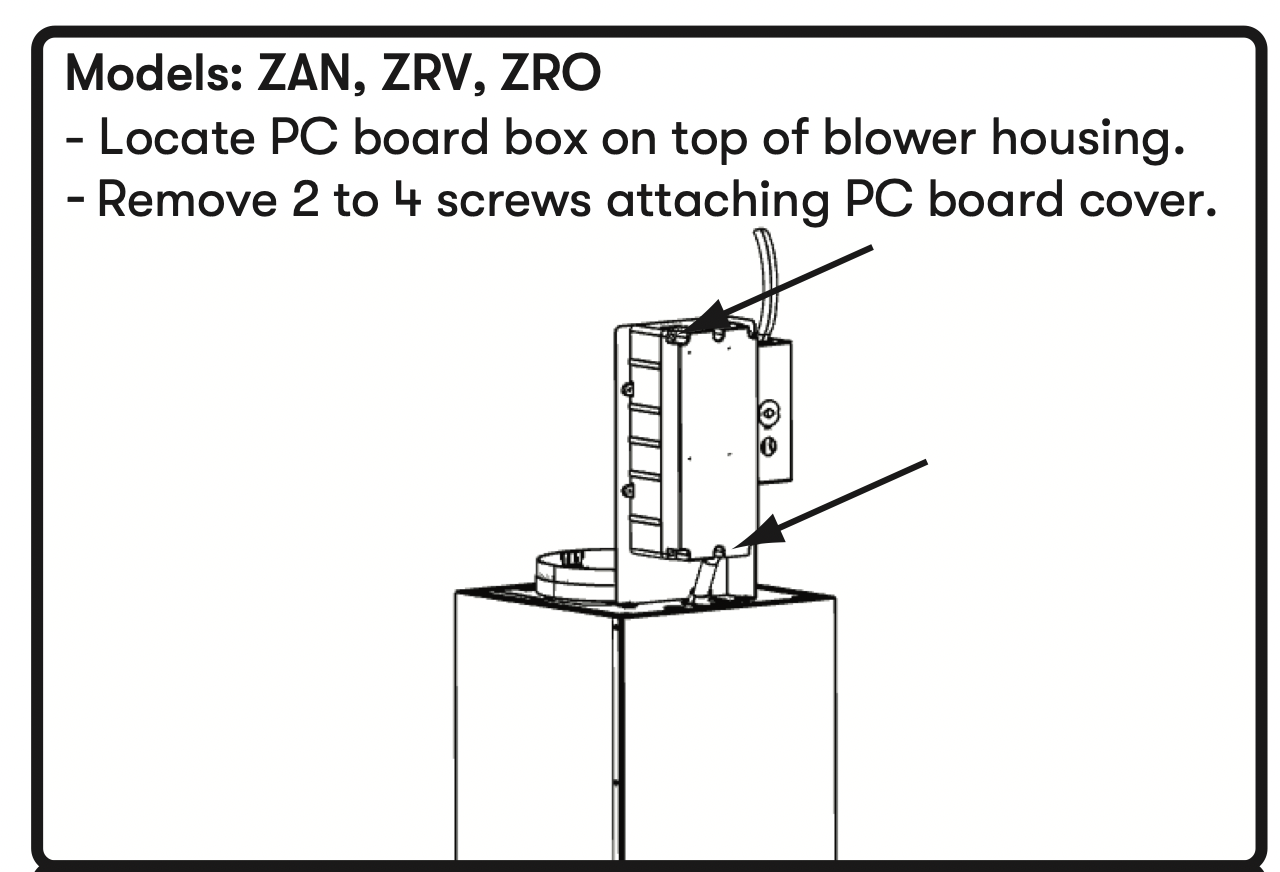 Models: ZAN, ZRV, ZRO
- Locate PC board box on top of blower housing.
- Remove 2 to 4 screws attaching PC board cover.